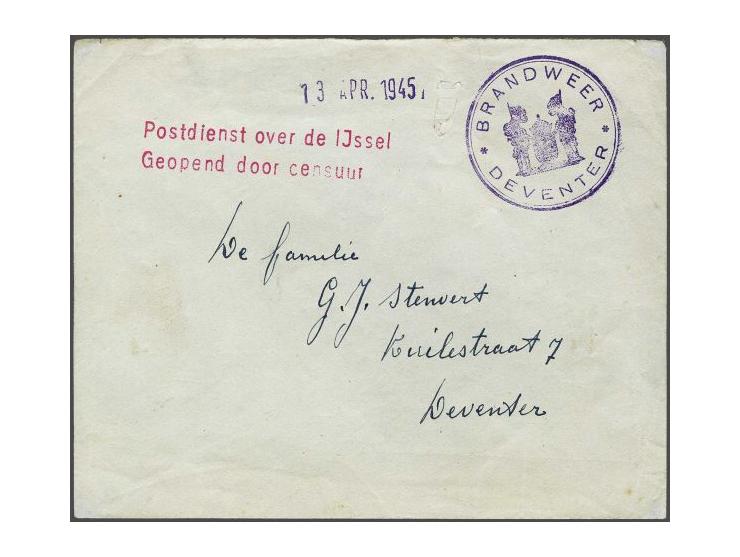 13 APR. 1945
* BRANDWEER *
DEVENTER
Postdienst over de IJssel
Geopend door censuur
De familie
G.J. Stenvert
Kuilestraat 7
Deventer